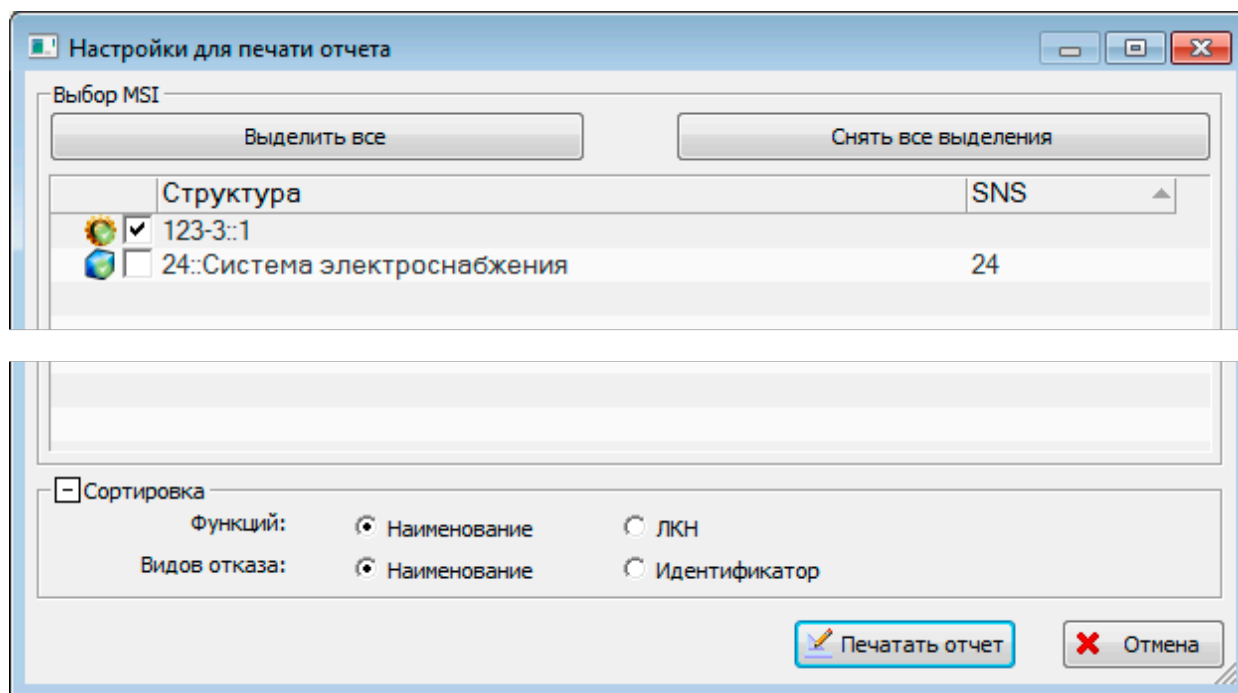 Настройки для печати отчета
Выбор MSI
Выделить все Снять все выделения
Структура SNS
123-3::1
24::Система электроснабжения 24
Сортировка
Функций: Наименование ЛКН
Видов отказа: Наименование Идентификатор
Печатать отчет Отмена